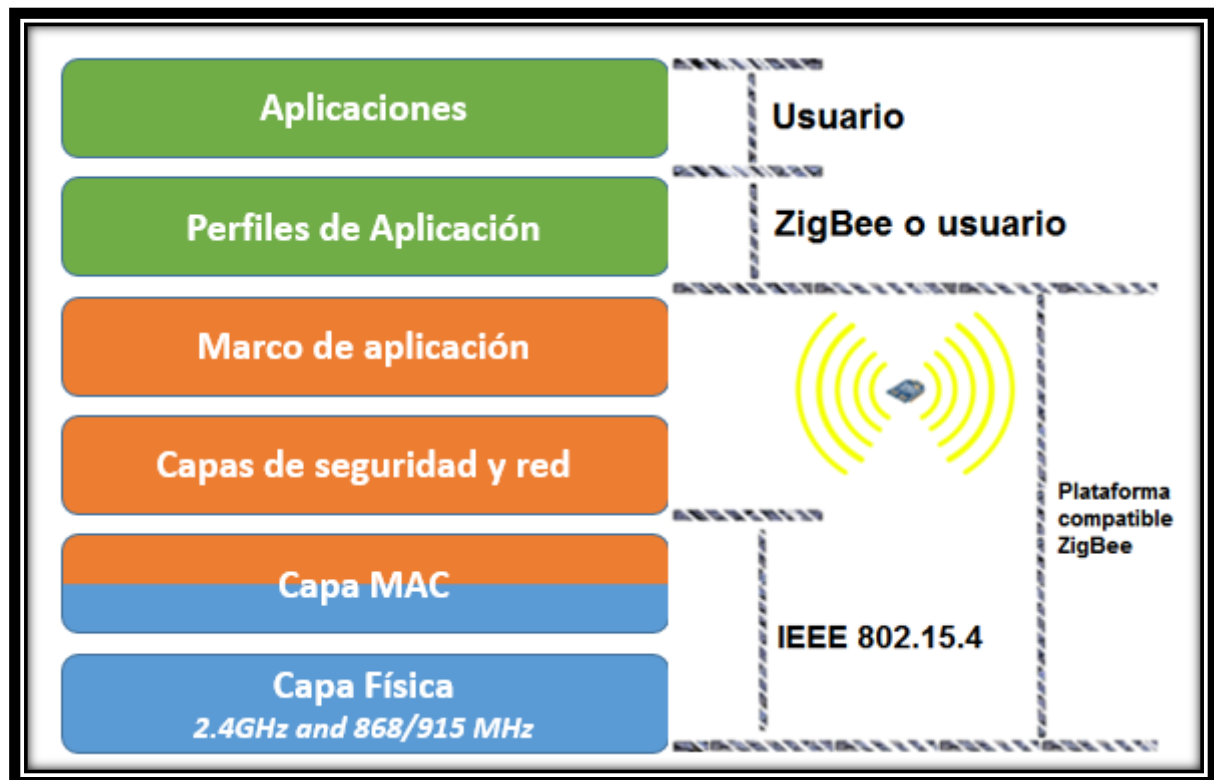 Aplicaciones
Usuario
Perfiles de Aplicación
ZigBee o usuario
Marco de aplicación
Capas de seguridad y red
Plataforma
compatible
ZigBee
Capa MAC
IEEE 802.15.4
Capa Física
2.4GHz and 868/915 MHz